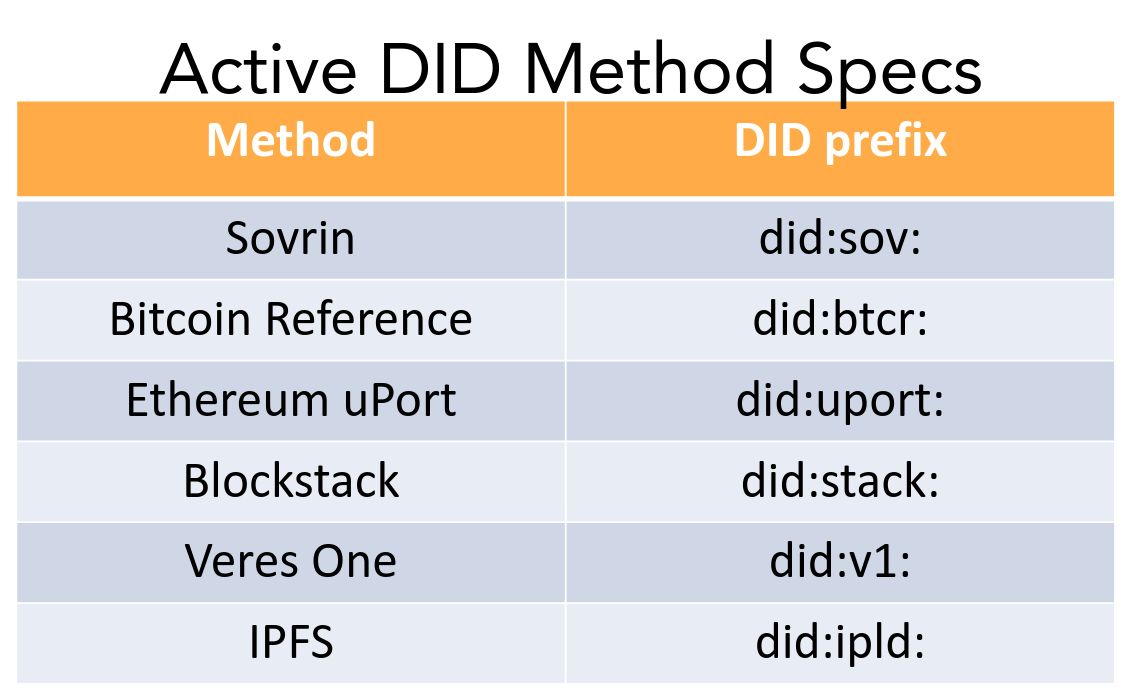 Active DID Method Specs
Method DID prefix
Sovrin did:sov:
Bitcoin Reference did:btcr:
Ethereum uPort did:uport:
Blockstack did:stack:
Veres One did:v1:
IPFS did:ipld: